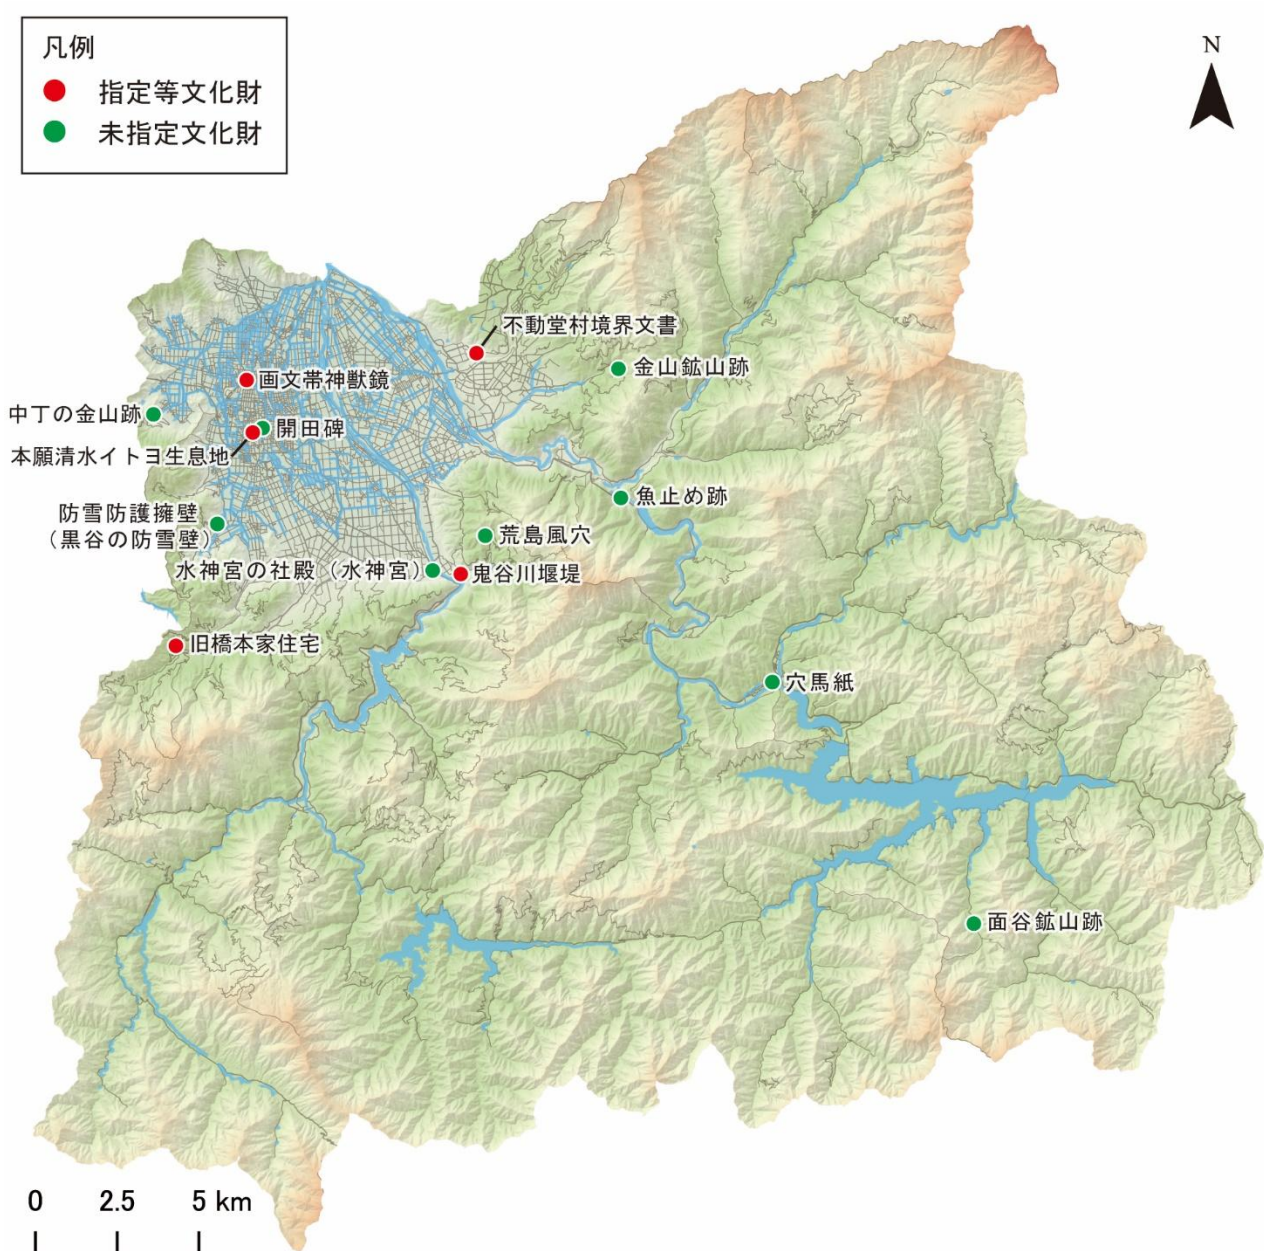 凡例
指定等文化財
未指定文化財
N
不動堂村境界文書
金山鉱山跡
画文帯神獣鏡
中丁の金山跡
開田碑
本願清水イトヨ生息地
魚止め跡
防雪防護擁壁
（黒谷の防雪壁）
荒島風穴
水神宮の社殿（水神宮）
鬼谷川堰堤
旧橋本家住宅
穴馬紙
面谷鉱山跡
0 2.5 5 km